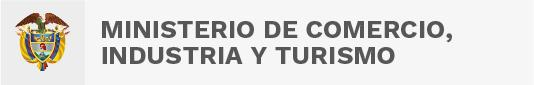 MINISTERIO DE COMERCIO,
INDUSTRIA Y TURISMO